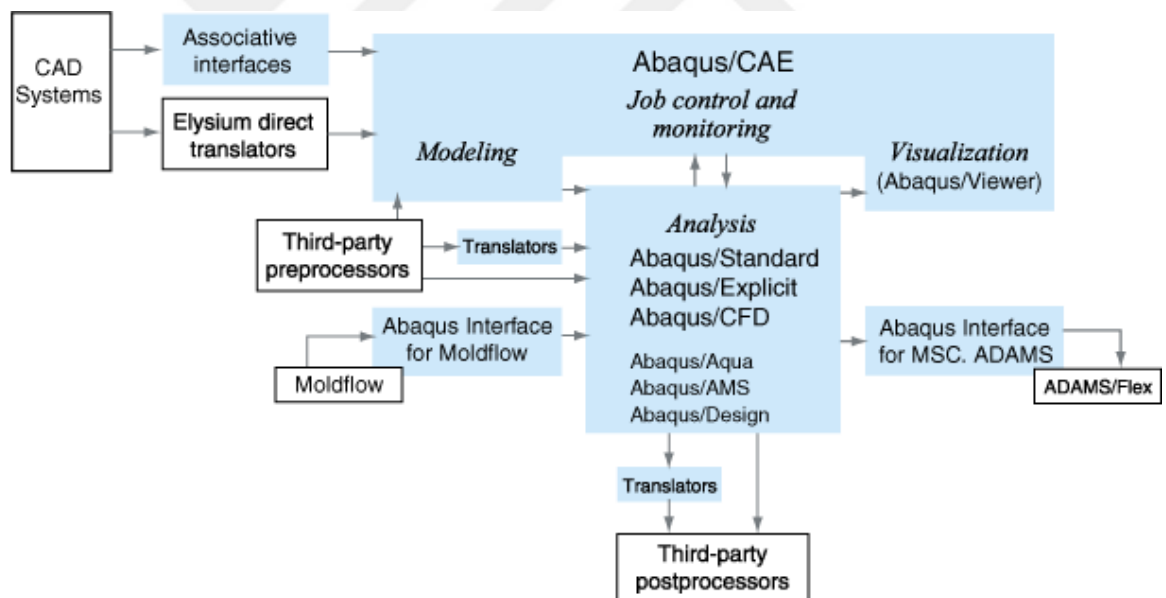 CAD
Systems
Associative
interfaces
Elysium direct
translators
Abaqus/CAE
Job control and
monitoring
Modeling
Visualization
(Abaqus/Viewer)
Third-party
preprocessors
Translators
Analysis
Abaqus/Standard
Abaqus/Explicit
Abaqus/CFD
Abaqus/Aqua
Abaqus/AMS
Abaqus/Design
Abaqus Interface
for Moldflow
Moldflow
Abaqus Interface
for MSC. ADAMS
ADAMS/Flex
Translators
Third-party
postprocessors